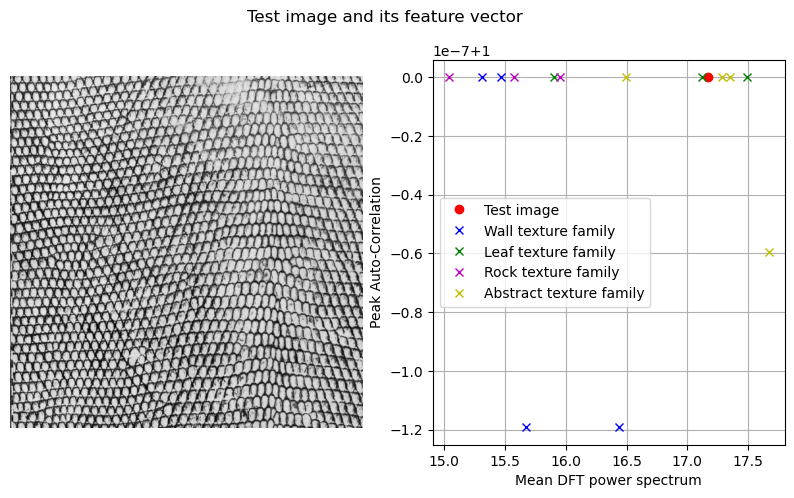 Test image and its feature vector
1e−7+1
0.0
−0.2
−0.4
−0.6
−0.8
−1.0
−1.2
Peak Auto-Correlation
Test image
Wall texture family
Leaf texture family
Rock texture family
Abstract texture family
15.0 15.5 16.0 16.5 17.0 17.5
Mean DFT power spectrum